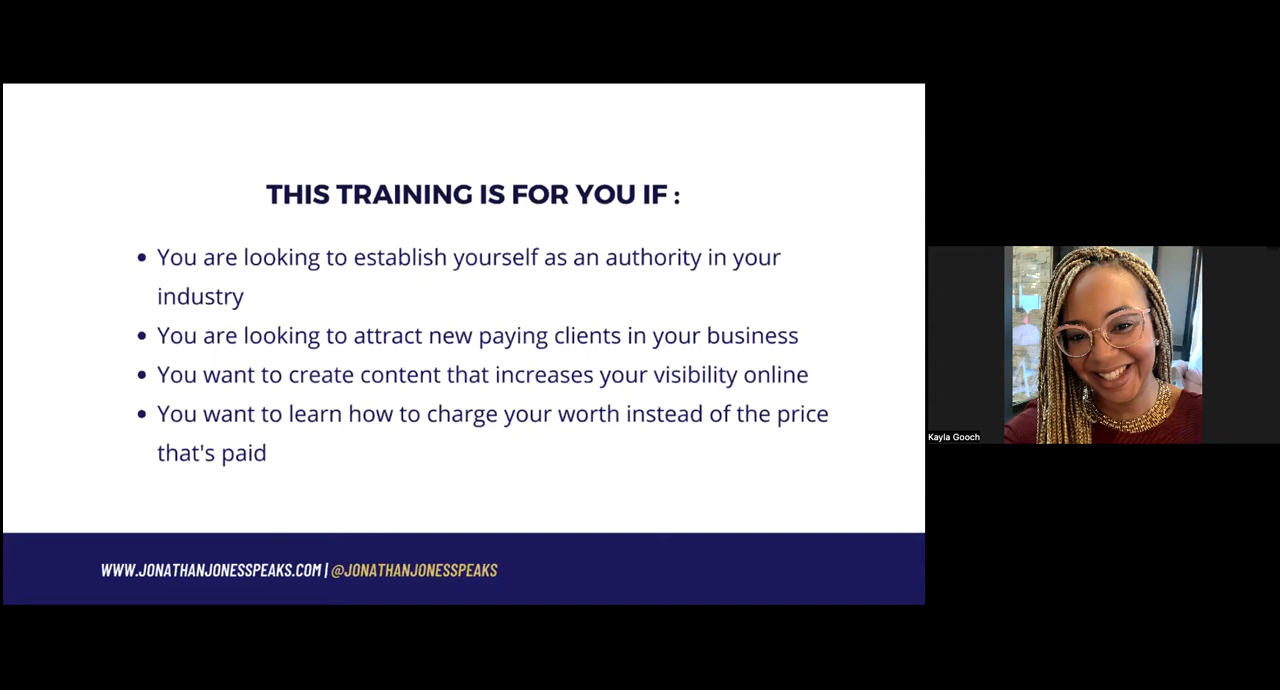 THIS TRAINING IS FOR YOU IF :
• You are looking to establish yourself as an authority in your
industry
• You are looking to attract new paying clients in your business
• You want to create content that increases your visibility online
• You want to learn how to charge your worth instead of the price
that's paid
WWW.JONATHANJONESSPEAKS.COM | @JONATHANJONESSPEAKS
Kayla Gooch